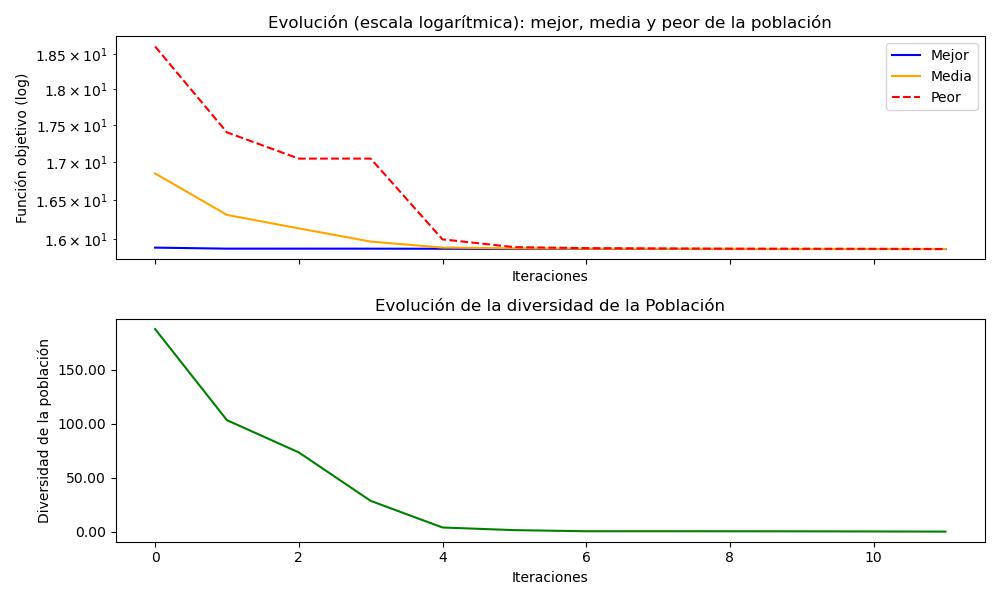 Evolución (escala logarítmica): mejor, media y peor de la población
Función objetivo (log)
1.85 × 10¹
1.8 × 10¹
1.75 × 10¹
1.7 × 10¹
1.65 × 10¹
1.6 × 10¹
Mejor
Media
Peor
Iteraciones
Evolución de la diversidad de la Población
Diversidad de la población
150.00
100.00
50.00
0.00
0 2 4 6 8 10
Iteraciones